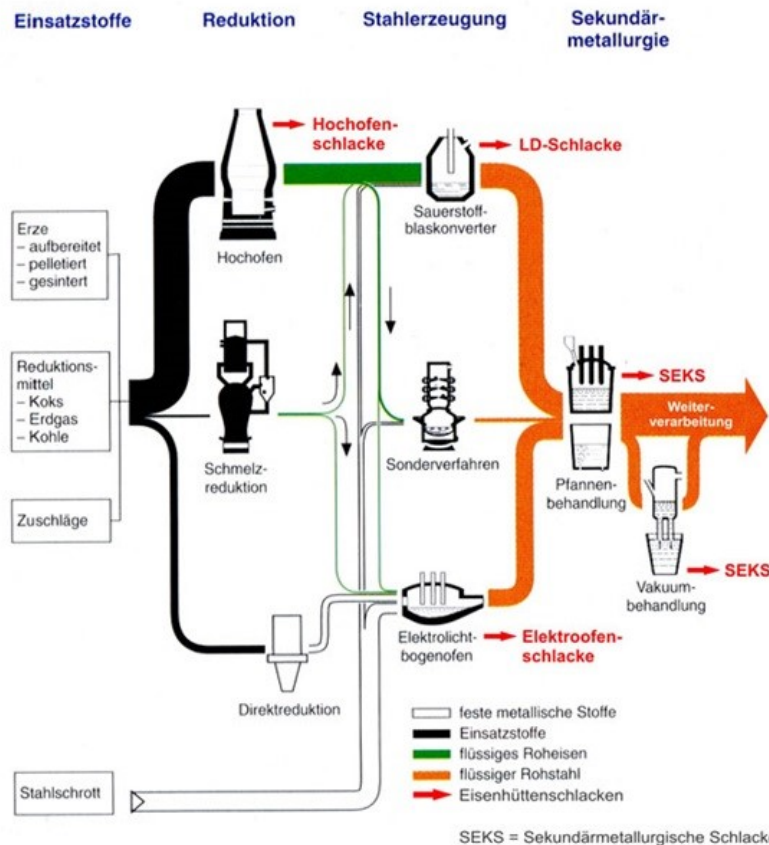 Einsatzstoffe
Reduktion
Stahlerzeugung
Sekundär-
metallurgie
Hochofen-
schlacke
LD-Schlacke
Sauerstoff-
blaskonverter
Hochofen
Erze
– aufbereitet
– pelletiert
– gesintert
Reduktions-
mittel
– Koks
– Erdgas
– Kohle
Zuschläge
Schmelz-
reduktion
Sonderverfahren
SEKS
Weiter-
verarbeitung
Pfannen-
behandlung
SEKS
Vakuum-
behandlung
Elektrolicht-
bogenofen
Elektroofen-
schlacke
Direktreduktion
feste metallische Stoffe
Einsatzstoffe
flüssiges Roheisen
flüssiger Rohstahl
Eisenhüttenschlacken
Stahlschrott
SEKS = Sekundärmetallurgische Schlacke